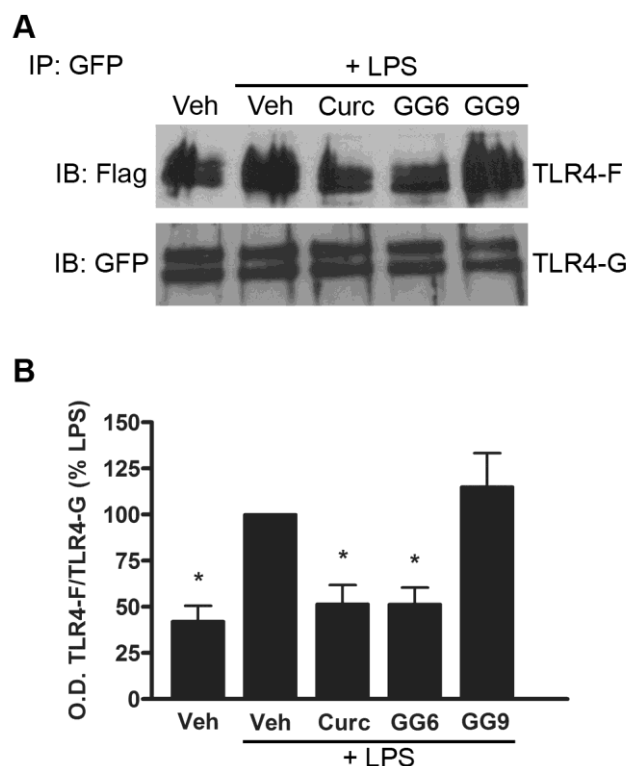 A
IP: GFP
+ LPS
Veh Veh Curc GG6 GG9
IB: Flag TLR4-F
IB: GFP TLR4-G
B
O.D. TLR4-F/TLR4-G (% LPS)
150
125
100
75
50
25
0
* * *
Veh Veh Curc GG6 GG9
+ LPS